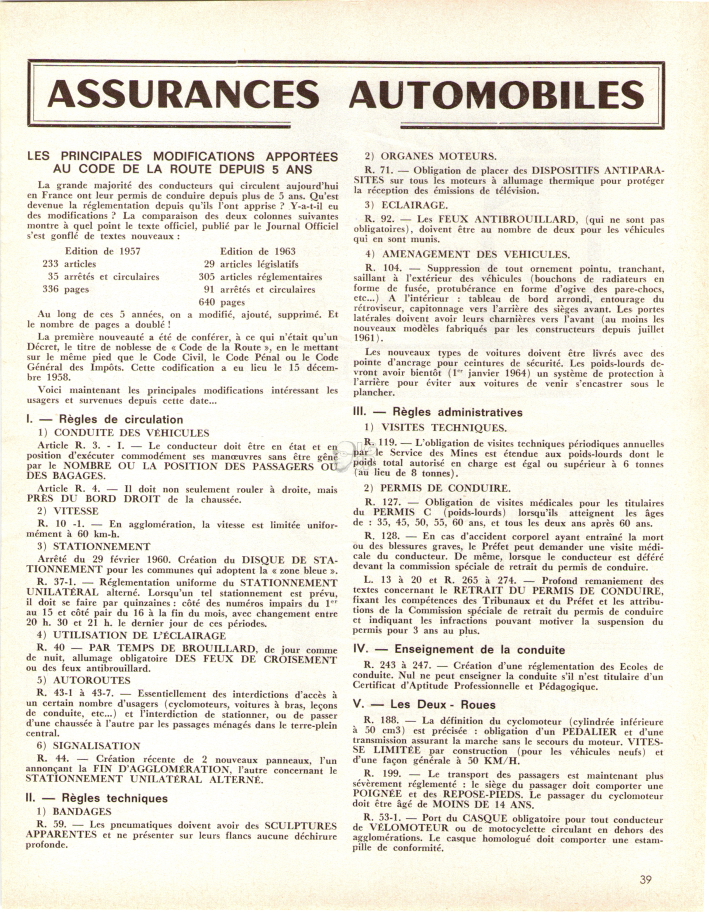 ASSURANCES AUTOMOBILES
LES PRINCIPALES MODIFICATIONS APPORTÉES
AU CODE DE LA ROUTE DEPUIS 5 ANS
La grande majorité des conducteurs qui circulent aujourd'hui
en France ont leur permis de conduire depuis plus de 5 ans. Qu'est
devenue la réglementation depuis qu'ils l'ont apprise ? Y-a-t-il eu
des modifications ? La comparaison des deux colonnes suivantes
montre à quel point le texte officiel, publié par le Journal Officiel
s'est gonflé de textes nouveaux :
Edition de 1957 Edition de 1963
233 articles 29 articles législatifs
35 arrêtés et circulaires 305 articles réglementaires
336 pages 91 arrêtés et circulaires
640 pages
Au long de ces 5 années, on a modifié, ajouté, supprimé. Et
le nombre de pages a doublé !
La première nouveauté a été de conférer, à ce qui n'était qu'un
Décret, le titre de noblesse de « Code de la Route », en le mettant
sur le même pied que le Code Civil, le Code Pénal ou le Code
Général des Impôts. Cette codification a eu lieu le 15 décem-
bre 1958.
Voici maintenant les principales modifications intéressant les
usagers et survenues depuis cette date...
I. — Règles de circulation
1) CONDUITE DES VÉHICULES
Article R. 3. - I. — Le conducteur doit être en état et en
position d'exécuter commodément ses manœuvres sans être gêné
par le NOMBRE OU LA POSITION DES PASSAGERS OU
DES BAGAGES.
Article R. 4. — Il doit non seulement rouler à droite, mais
PRÈS DU BORD DROIT de la chaussée.
2) VITESSE
R. 10 -1. — En agglomération, la vitesse est limitée unifor-
mément à 60 km-h.
3) STATIONNEMENT
Arrêté du 29 février 1960. Création du DISQUE DE STA-
TIONNEMENT pour les communes qui adoptent la « zone bleue ».
R. 37-1. — Réglementation uniforme du STATIONNEMENT
UNILATÉRAL alterné. Lorsqu'un tel stationnement est prévu,
il doit se faire par quinzaines : côté des numéros impairs du 1er
au 15 et côté pair du 16 à la fin du mois, avec changement entre
20 h. 30 et 21 h. le dernier jour de ces périodes.
4) UTILISATION DE L'ÉCLAIRAGE
R. 40 — PAR TEMPS DE BROUILLARD, de jour comme
de nuit, allumage obligatoire DES FEUX DE CROISEMENT
ou des feux antibrouillard.
5) AUTOROUTES
R. 43-1 à 43-7. — Essentiellement des interdictions d'accès à
un certain nombre d'usagers (cyclomoteurs, voitures à bras, leçons
de conduite, etc...) et l'interdiction de stationner, ou de passer
d'une chaussée à l'autre par les passages ménagés dans le terre-plein
central.
6) SIGNALISATION
R. 44. — Création récente de 2 nouveaux panneaux, l'un
annonçant la FIN D'AGGLOMÉRATION, l'autre concernant le
STATIONNEMENT UNILATÉRAL ALTERNÉ.
II. — Règles techniques
1) BANDAGES
R. 59. — Les pneumatiques doivent avoir des SCULPTURES
APPARENTES et ne présenter sur leurs flancs aucune déchirure
profonde.
2) ORGANES MOTEURS.
R. 71. — Obligation de placer des DISPOSITIFS ANTIPARA-
SITES sur tous les moteurs à allumage thermique pour protéger
la réception des émissions de télévision.
3) ECLAIRAGE.
R. 92. — Les FEUX ANTIBROUILLARD, (qui ne sont pas
obligatoires), doivent être au nombre de deux pour les véhicules
qui en sont munis.
4) AMENAGEMENT DES VEHICULES.
R. 104. — Suppression de tout ornement pointu, tranchant,
saillant à l'extérieur des véhicules (bouchons de radiateurs en
forme de fusée, protubérance en forme d'ogive des pare-chocs,
etc...) A l'intérieur : tableau de bord arrondi, entourage du
rétroviseur, capitonnage vers l'arrière des sièges avant. Les portes
latérales doivent avoir leurs charnières vers l'avant (au moins les
nouveaux modèles fabriqués par les constructeurs depuis juillet
1961).
Les nouveaux types de voitures doivent être livrés avec des
pointe d'ancrage pour ceintures de sécurité. Les poids-lourds de-
vront avoir bientôt (1er janvier 1964) un système de protection à
l'arrière pour éviter aux voitures de venir s'encastrer sous le
plancher.
III. — Règles administratives
1) VISITES TECHNIQUES.
R. 119. — L'obligation de visites techniques périodiques annuelles
par le Service des Mines est étendue aux poids-lourds dont le
poids total autorisé en charge est égal ou supérieur à 6 tonnes
(au lieu de 8 tonnes).
2) PERMIS DE CONDUIRE.
R. 127. — Obligation de visites médicales pour les titulaires
du PERMIS C (poids-lourds) lorsqu'ils atteignent les âges
de : 35, 45, 50, 55, 60 ans, et tous les deux ans après 60 ans.
R. 128. — En cas d'accident corporel ayant entraîné la mort
ou des blessures graves, le Préfet peut demander une visite médi-
cale du conducteur. De même, lorsque le conducteur est déféré
devant la commission spéciale de retrait du permis de conduire.
L. 13 à 20 et R. 265 à 274. — Profond remaniement des
textes concernant le RETRAIT DU PERMIS DE CONDUIRE,
fixant les compétences des Tribunaux et du Préfet et les attribu-
tions de la Commission spéciale de retrait du permis de conduire
et indiquant les infractions pouvant motiver la suspension du
permis pour 3 ans au plus.
IV. — Enseignement de la conduite
R. 243 à 247. — Création d'une réglementation des Ecoles de
conduite. Nul ne peut enseigner la conduite s'il n'est titulaire d'un
Certificat d'Aptitude Professionnelle et Pédagogique.
V. — Les Deux - Roues
R. 188. — La définition du cyclomoteur (cylindrée inférieure
à 50 cm3) est précisée : obligation d'un PEDALIER et d'une
transmission assurant la marche sans le secours du moteur. VITES-
SE LIMITÉE par construction (pour les véhicules neufs) et
d'une façon générale à 50 KM/H.
R. 199. — Le transport des passagers est maintenant plus
sévèrement réglementé : le siège du passager doit comporter une
POIGNÉE et des REPOSE-PIEDS. Le passager du cyclomoteur
doit être âgé de MOINS DE 14 ANS.
R. 53-1. — Port du CASQUE obligatoire pour tout conducteur
de VÉLOMOTEUR ou de motocyclette circulant en dehors des
agglomérations. Le casque homologué doit comporter une estam-
pille de conformité.
39